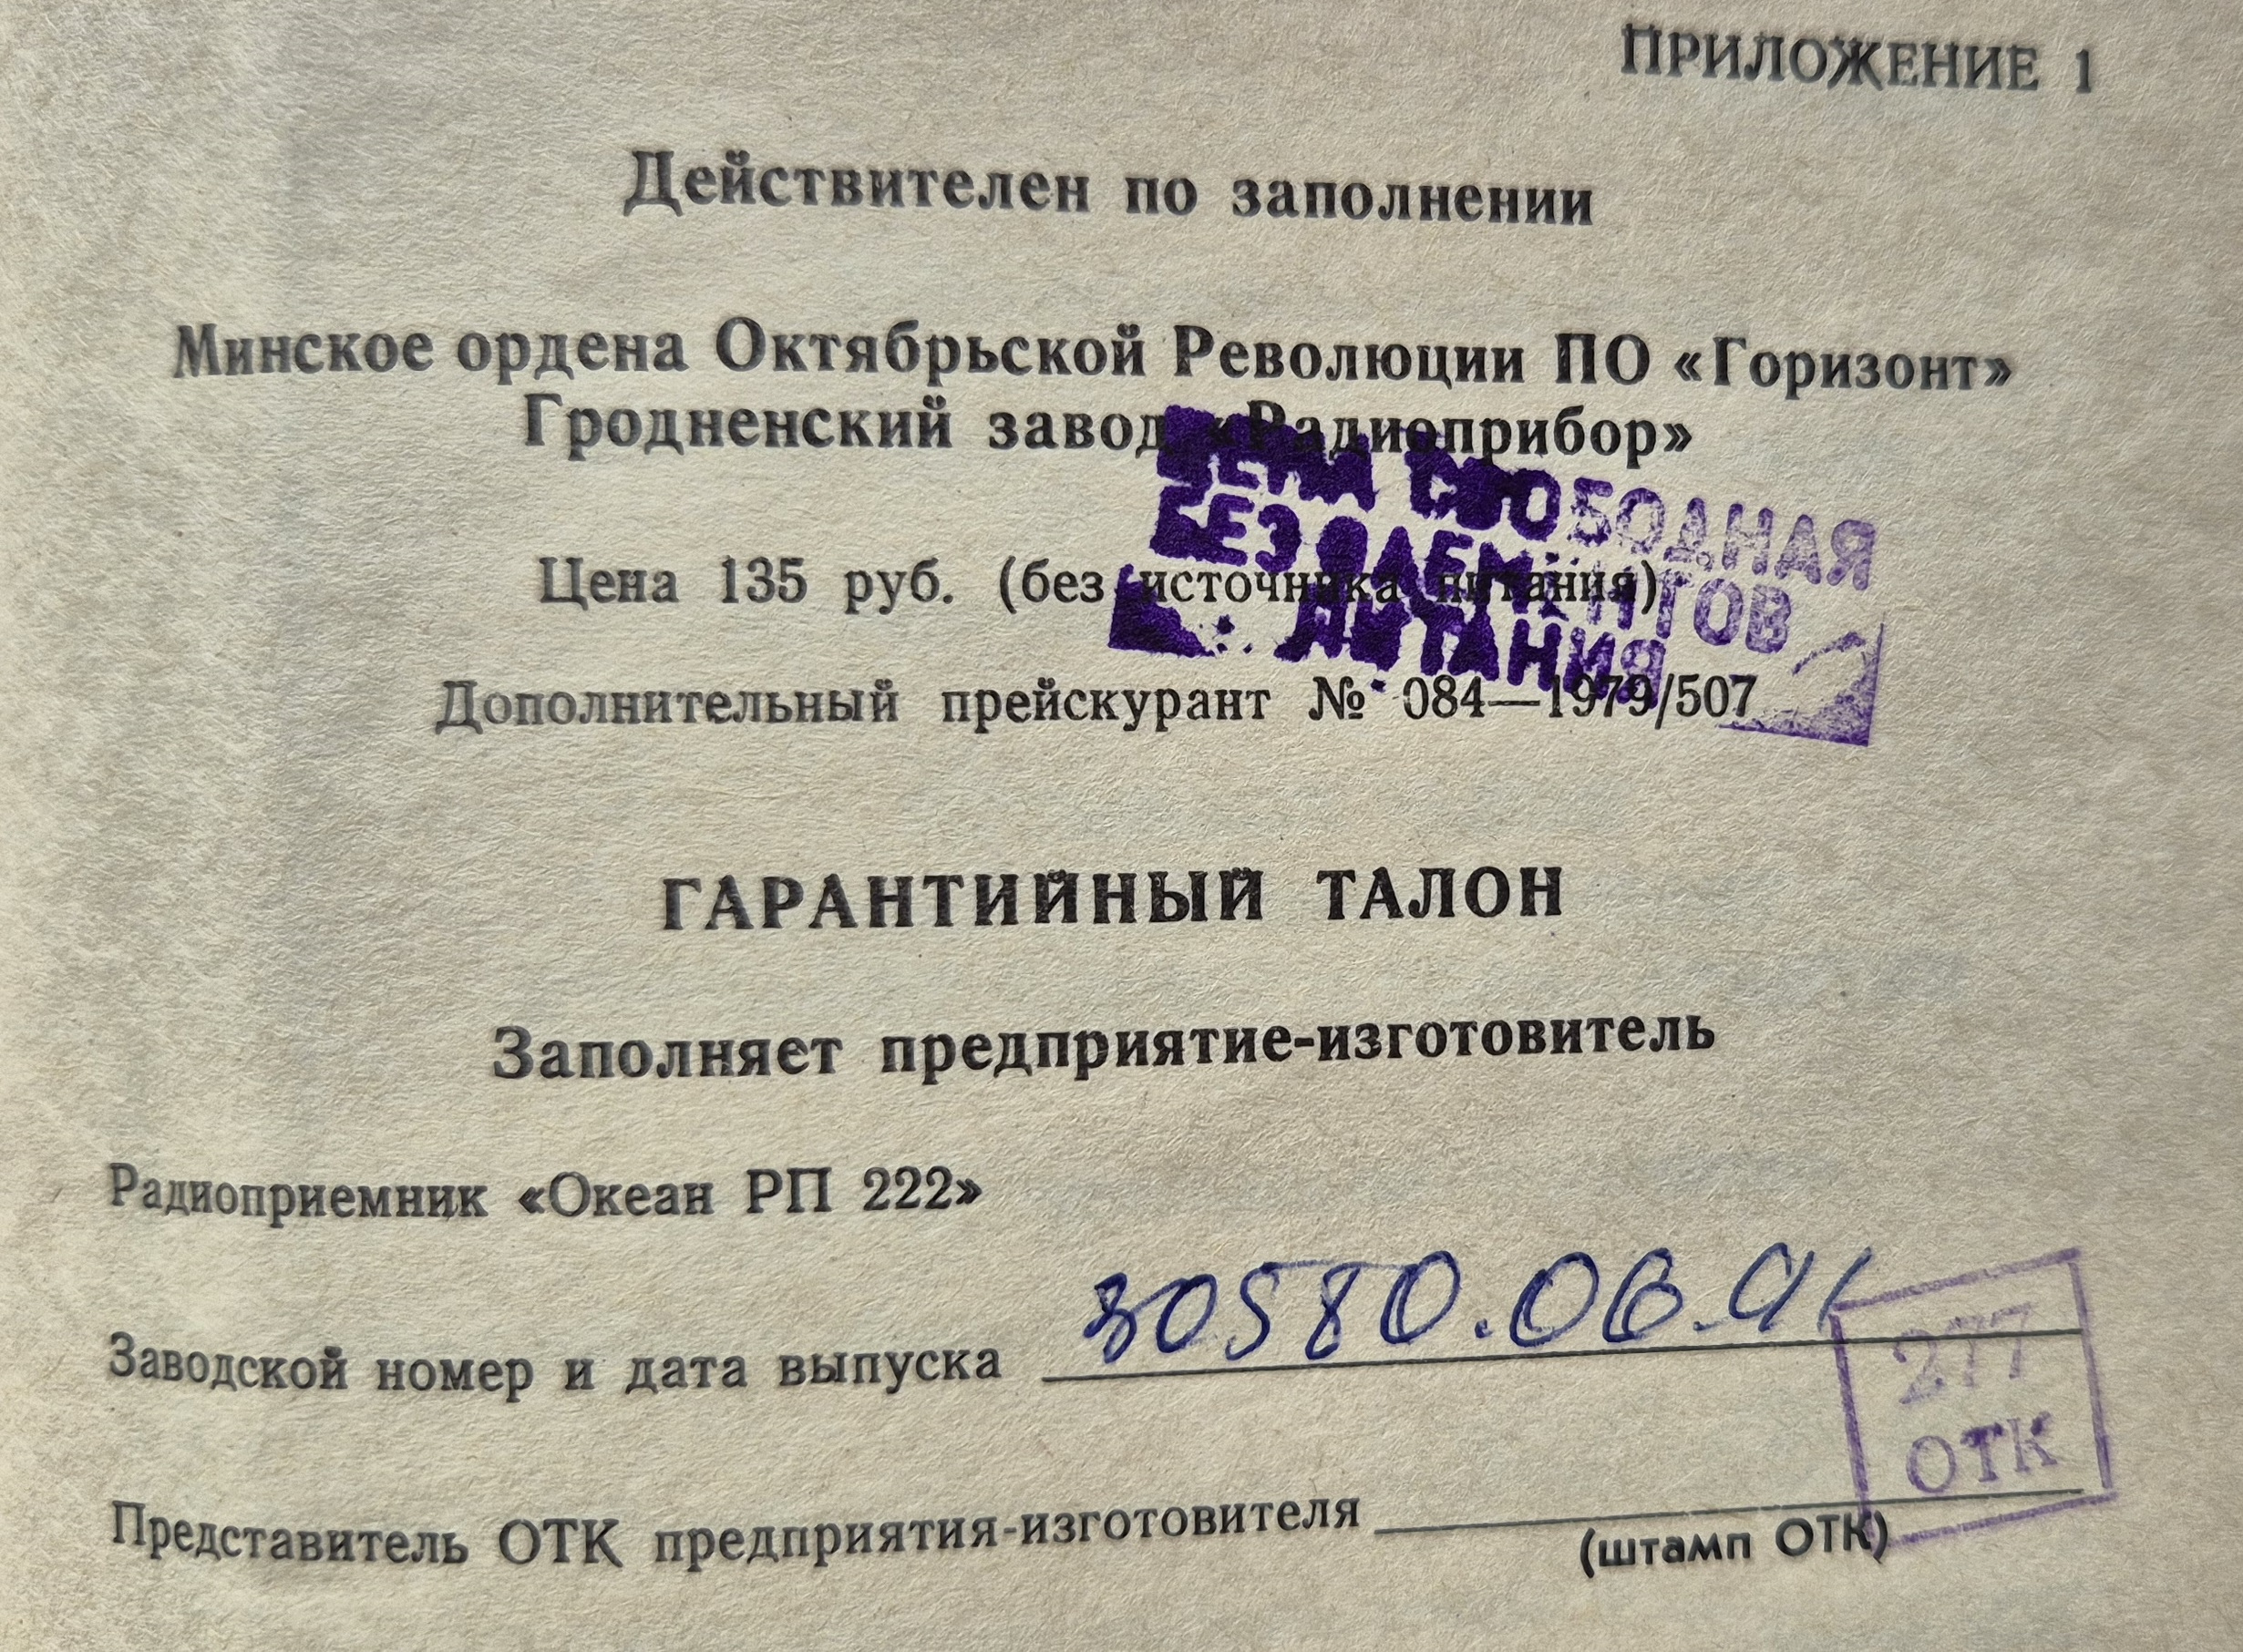 ПРИЛОЖЕНИЕ 1
Действителен по заполнении
Минское ордена Октябрьской Революции ПО «Горизонт»
Гродненский завод «Радиоприбор»
ЦЕНА СВОБОДНАЯ
БЕЗ ЭЛЕМЕНТОВ
ПИТАНИЯ
Цена 135 руб. (без источника питания)
Дополнительный прейскурант № 084—1979/507
ГАРАНТИЙНЫЙ ТАЛОН
Заполняет предприятие-изготовитель
Радиоприемник «Океан РП 222»
Заводской номер и дата выпуска 30580.06.91
277
ОТК
Представитель ОТК предприятия-изготовителя
(штамп ОТК)